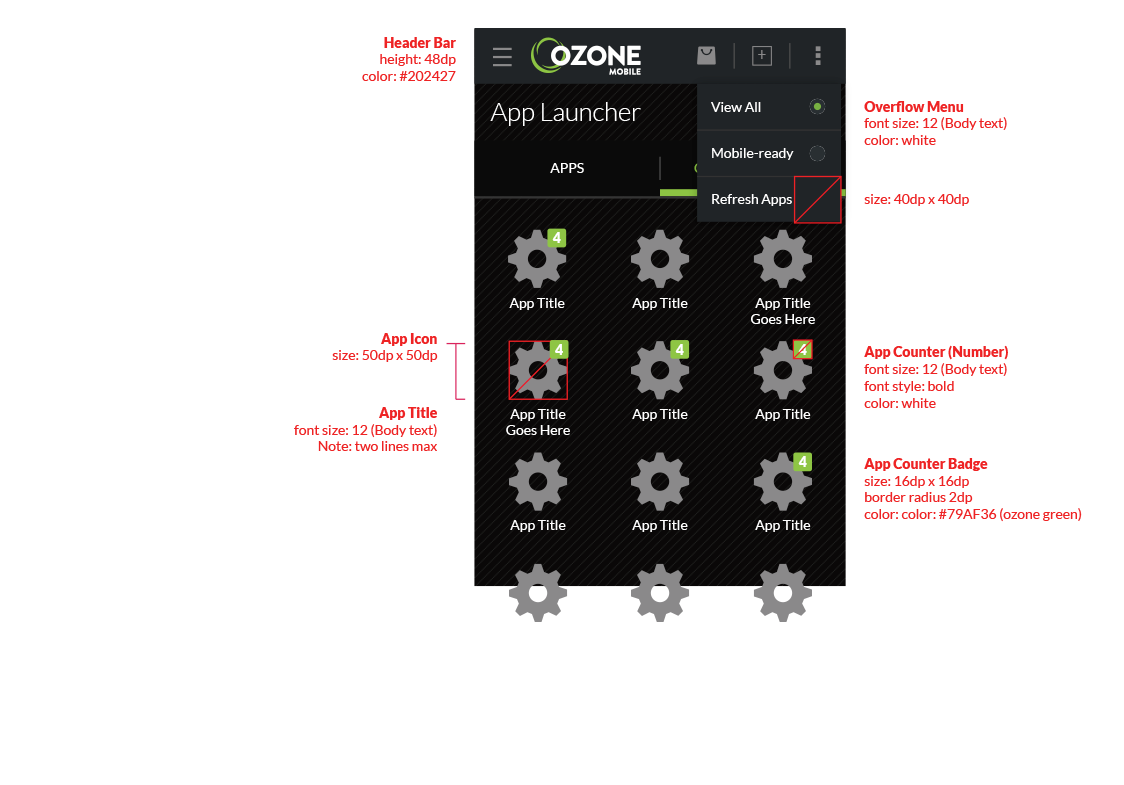 Header Bar
height: 48dp
color: #202427
OZONE
MOBILE
App Launcher
View All
Mobile-ready
Refresh Apps
APPS
Overflow Menu
font size: 12 (Body text)
color: white
size: 40dp x 40dp
4
App Title
App Title
App Title
Goes Here
App Icon
size: 50dp x 50dp
4
4
4
App Title
Goes Here
App Title
App Title
App Title
font size: 12 (Body text)
Note: two lines max
App Counter (Number)
font size: 12 (Body text)
font style: bold
color: white
4
App Title
App Title
App Title
App Counter Badge
size: 16dp x 16dp
border radius 2dp
color: color: #79AF36 (ozone green)